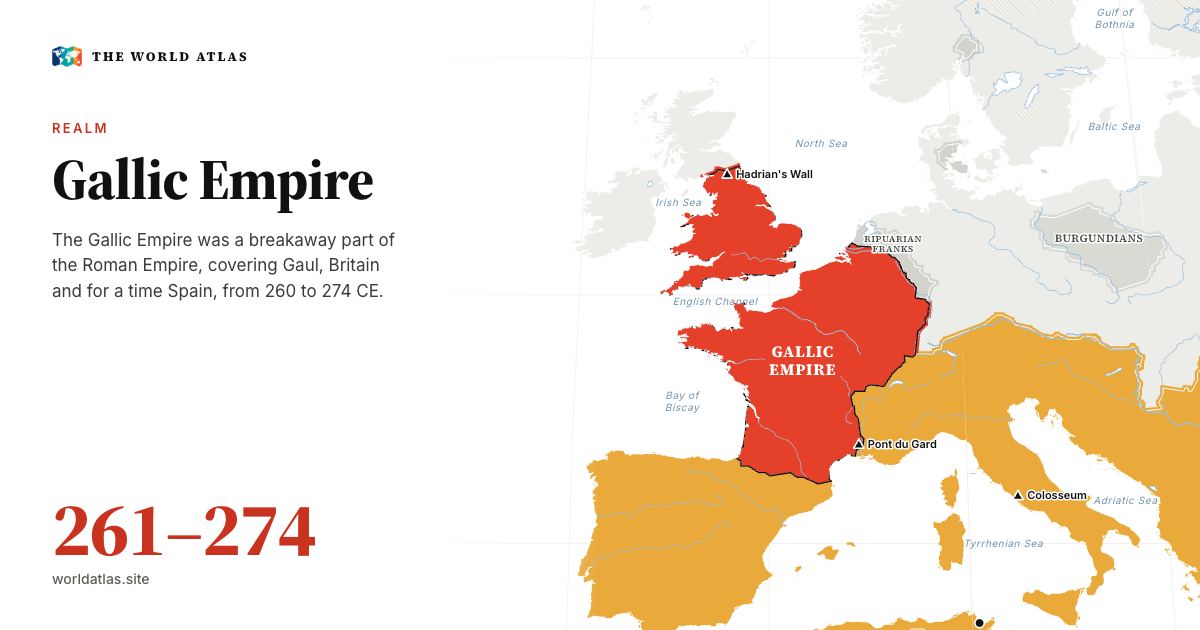 THE WORLD ATLAS
REALM
Gallic Empire
The Gallic Empire was a breakaway part of
the Roman Empire, covering Gaul, Britain
and for a time Spain, from 260 to 274 CE.
261–274
worldatlas.site
Gulf of
Bothnia
Baltic Sea
North Sea
Hadrian's Wall
Irish Sea
RIPUARIAN
FRANKS
BURGUNDIANS
English Channel
GALLIC
EMPIRE
Bay of
Biscay
Pont du Gard
Colosseum
Adriatic Sea
Tyrrhenian Sea